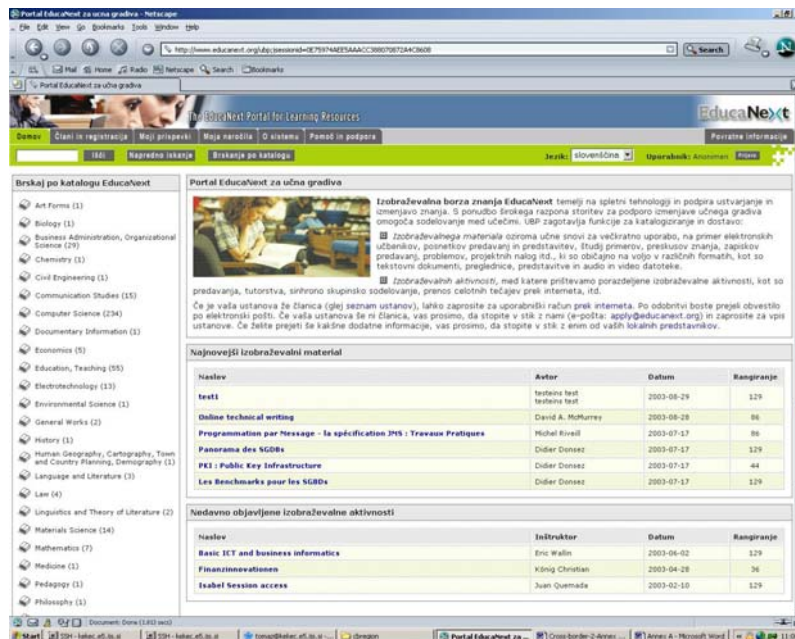 Portal EducaNext za ucna gradiva - Netscape
File Edit View Go Bookmarks Tools Window Help
Search
Mail Home Radio Netscape Search Bookmarks
Portal EducaNext za ucna gradiva
The EducaNext Portal for Learning Resources
EducaNext
Domov Člani in registracija Moji prispevki Moja naročila O sistemu Pomoč in podpora Povratne informacije
Išči Napredno iskanje Brskanje po katalogu Jezik: slovenščina Uporabnik: Anonimen Prijava
Brskaj po katalogu EducaNext
Art Forms (1)
Biology (1)
Business Administration, Organizational
Science (29)
Chemistry (1)
Civil Engineering (1)
Communication Studies (15)
Computer Science (234)
Documentary Information (1)
Economics (5)
Education, Teaching (55)
Electrotechnology (13)
Environmental Science (1)
General Works (2)
History (1)
Human Geography, Cartography, Town
and Country Planning, Demography (1)
Language and Literature (3)
Law (4)
Linguistics and Theory of Literature (2)
Materials Science (14)
Mathematics (7)
Medicine (1)
Pedagogy (1)
Philosophy (1)
Portal EducaNext za učna gradiva
Izobraževalna borza znanja EducaNext temelji na spletni tehnologiji in podpira ustvarjanje in
izmenjavo znanja. S ponudbo širokega razpona storitev za podporo izmenjave učnega gradiva
omogoča sodelovanje med učečimi. UBP zagotavlja funkcije za katalogiziranje in dostavo:
Izobraževalnega materiala oziroma učne snovi za večkratno uporabo, na primer elektronskih
učbenikov, posnetkov predavanj in predstavitev, študij primerov, preskusov znanja, zapiskov
predavanj, problemov, projektnih nalog itd., ki so običajno na voljo v različnih formatih, kot so
tekstovni dokumenti, preglednice, predstavitve in audio in video datoteke.
Izobraževalnih aktivnosti, med katere prištevamo porazdeljene izobraževalne aktivnosti, kot so
predavanja, tutorstva, sinhrono skupinsko sodelovanje, prenos celotnih tečajev prek interneta, itd.
Če je vaša ustanova že članica (glej seznam ustanov), lahko zaprosite za uporabniški račun prek interneta. Po odobritvi boste prejeli obvestilo
po elektronski pošti. Če vaša ustanova še ni članica, vas prosimo, da stopite v stik z nami (e-pošta: apply@educanext.org) in zaprosite za vpis
ustanove. Če želite prejeti še kakšne dodatne informacije, vas prosimo, da stopite v stik z enim od vaših lokalnih predstavnikov.
Najnovejši izobraževalni material
Naslov Avtor Datum Rangiranje
test1 testeins test 2003-08-29 129
testeins test
Online technical writing David A. McMurrey 2003-08-28 86
Programmation par Message - la spécification JMS : Travaux Pratiques Michel Riveill 2003-07-17 86
Panorama des SGDBs Didier Donsez 2003-07-17 129
PKI : Public Key Infrastructure Didier Donsez 2003-07-17 44
Les Benchmarks pour les SGBDs Didier Donsez 2003-07-17 129
Nedavno objavljene izobraževalne aktivnosti
Naslov Inštruktor Datum Rangiranje
Basic ICT and business informatics Eric Wallin 2003-06-02 129
Finanzinnovationen König Christian 2003-04-28 36
Isabel Session access Juan Quemada 2003-02-10 129
Document: Done
Start Portal EducaNext za ... Cross-border-2-Annex ... Annex A - Microsoft Word